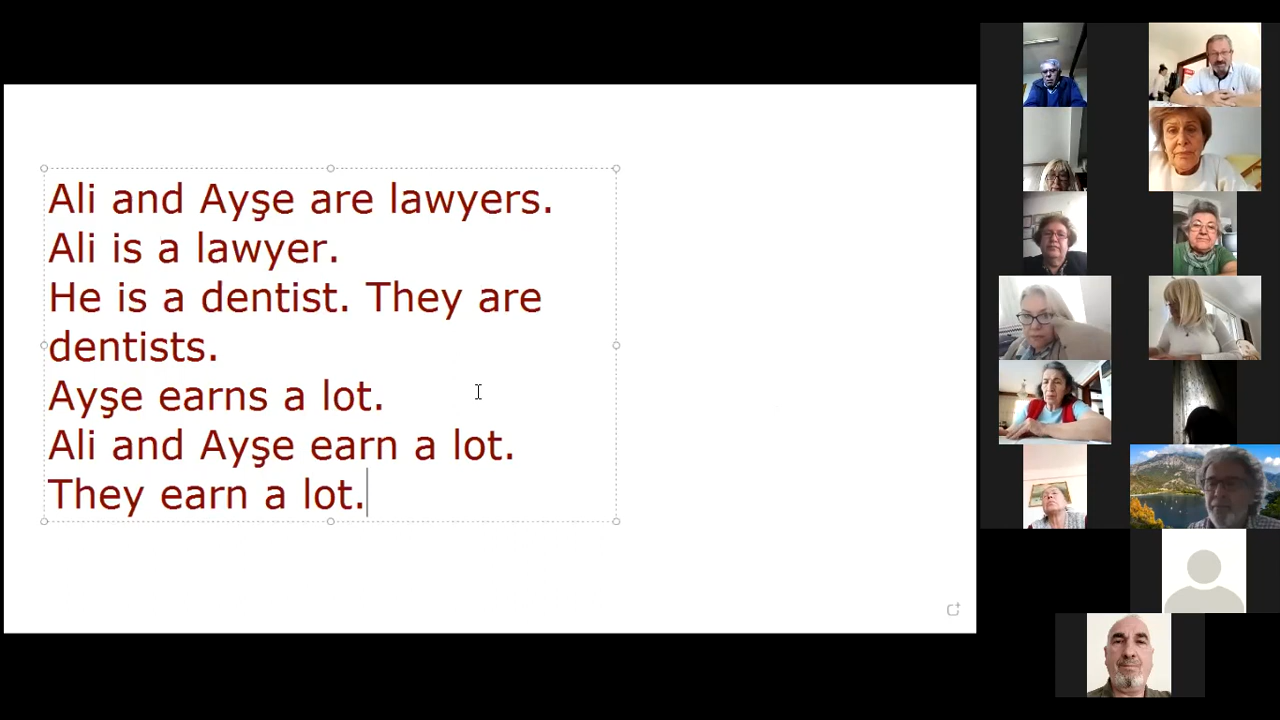 Ali and Ayşe are lawyers.
Ali is a lawyer.
He is a dentist. They are
dentists.
Ayşe earns a lot.
Ali and Ayşe earn a lot.
They earn a lot.